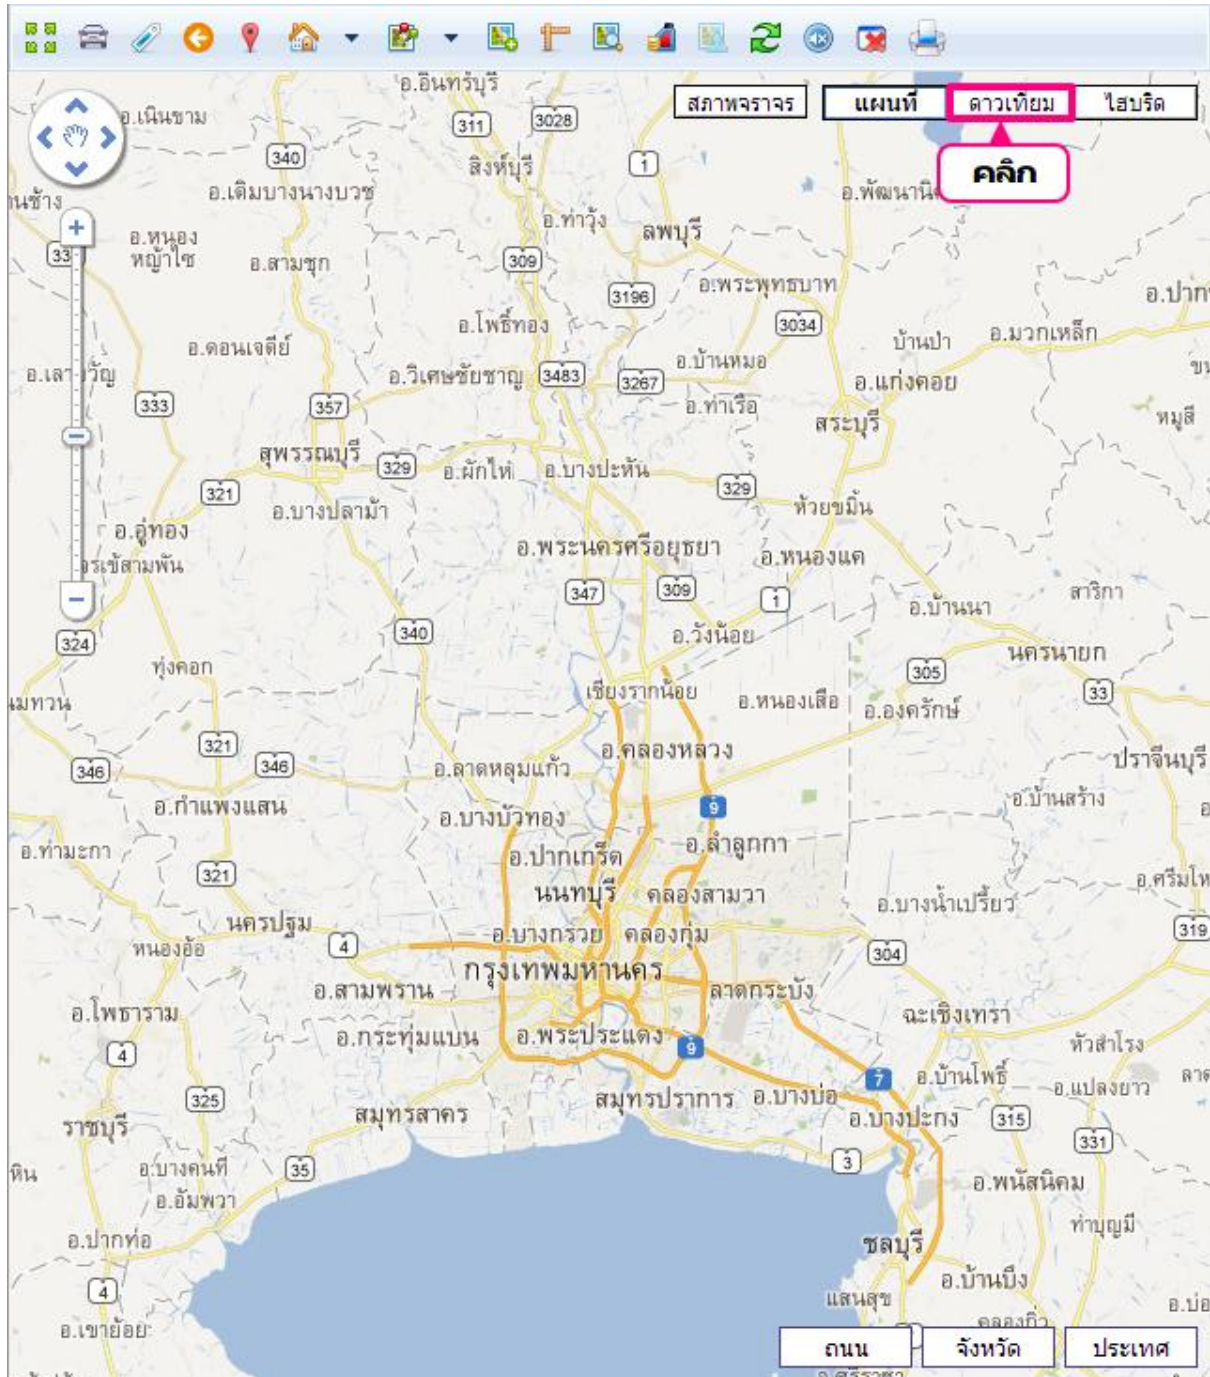 อ.อินทร์บุรี
สภาพจราจร แผนที่ ดาวเทียม ไฮบริด
คลิก
อ.เนินขาม
311
3028
340
สิงห์บุรี
1
อ.เดิมบางนางบวช
อ.พัฒนานิ
อ.ท่าวุ้ง
ลพบุรี
อ.หนอง
หญ้าไซ
อ.สามชุก
309
อ.พระพุทธบาท
3196
อ.ปาก
อ.โพธิ์ทอง
3034
บ้านป่า
อ.มวกเหล็ก
อ.ดอนเจดีย์
อ.บ้านหมอ
อ.วิเศษชัยชาญ
3483
3267
อ.แก่งคอย
333
357
อ.ท่าเรือ
สระบุรี
หมูสี
สุพรรณบุรี
329
อ.ผักไห่
อ.บางปะหัน
321
329
อ.บางปลาม้า
ห้วยขมิ้น
อ.อู่ทอง
อ.พระนครศรีอยุธยา
อ.หนองแค
รเข้สามพัน
347
309
1
สาริกา
อ.บ้านนา
324
340
อ.วังน้อย
นครนายก
ทุ่งคอก
305
33
เชียงรากน้อย
อ.หนองเสือ
อ.องครักษ์
มทวน
321
อ.คลองหลวง
346
346
อ.ลาดหลุมแก้ว
ปราจีนบุรี
อ.กำแพงแสน
อ.บางบัวทอง
9
อ.บ้านสร้าง
อ.ท่ามะกา
อ.ปากเกร็ด
อ.ลำลูกกา
321
นนทบุรี
คลองสามวา
อ.ศรีมโห
อ.บางน้ำเปรี้ยว
นครปฐม
หนองอ้อ
4
อ.บางกรวย
คลองกุ่ม
319
304
กรุงเทพมหานคร
อ.สามพราน
ลาดกระบัง
อ.โพธาราม
อ.กระทุ่มแบน
อ.พระประแดง
ฉะเชิงเทรา
4
9
หัวสำโรง
7
อ.บ้านโพธิ์
325
สมุทรสาคร
สมุทรปราการ
อ.บางบ่อ
อ.แปลงยาว
ราชบุรี
อ.บางปะกง
315
331
หิน
อ.บางคนที
35
3
อ.อัมพวา
อ.พนัสนิคม
อ.ปากท่อ
ท่าบุญมี
ชลบุรี
4
อ.บ้านบึง
แสนสุข
อ.เขาย้อย
ถนน จังหวัด ประเทศ